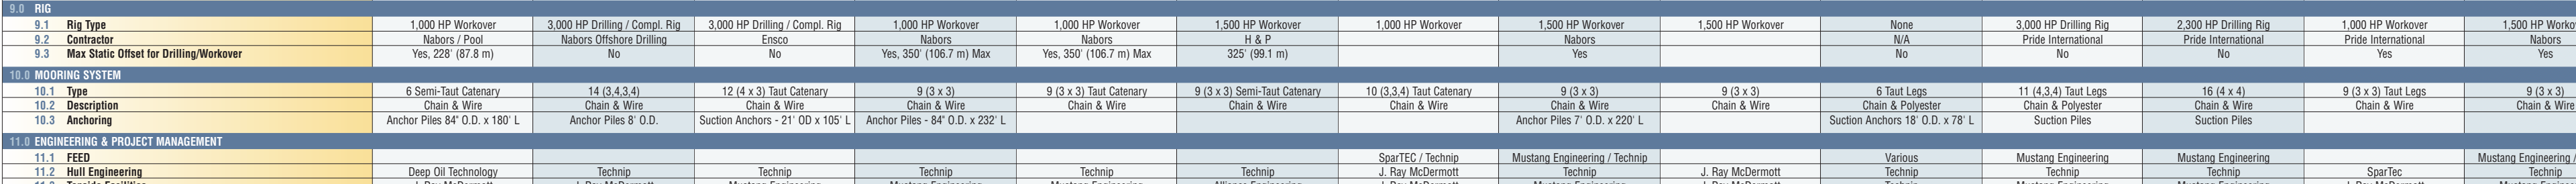 9.0 RIG
9.1 Rig Type 1,000 HP Workover 3,000 HP Drilling / Compl. Rig 3,000 HP Drilling / Compl. Rig 1,000 HP Workover 1,000 HP Workover 1,500 HP Workover 1,000 HP Workover 1,500 HP Workover 1,500 HP Workover None 3,000 HP Drilling Rig 2,300 HP Drilling Rig 1,000 HP Workover 1,500 HP Worko
9.2 Contractor Nabors / Pool Nabors Offshore Drilling Ensco Nabors Nabors H & P Nabors N/A Pride International Pride International Pride International Nabors
9.3 Max Static Offset for Drilling/Workover Yes, 228' (87.8 m) No No Yes, 350' (106.7 m) Max Yes, 350' (106.7 m) Max 325' (99.1 m) Yes No No No Yes Yes
10.0 MOORING SYSTEM
10.1 Type 6 Semi-Taut Catenary 14 (3,4,3,4) 12 (4 x 3) Taut Catenary 9 (3 x 3) 9 (3 x 3) Taut Catenary 9 (3 x 3) Semi-Taut Catenary 10 (3,3,4) Taut Catenary 9 (3 x 3) 9 (3 x 3) 6 Taut Legs 11 (4,3,4) Taut Legs 16 (4 x 4) 9 (3 x 3) Taut Legs 9 (3 x 3)
10.2 Description Chain & Wire Chain & Wire Chain & Wire Chain & Wire Chain & Wire Chain & Wire Chain & Wire Chain & Wire Chain & Wire Chain & Polyester Chain & Polyester Chain & Wire Chain & Wire Chain & Wire
10.3 Anchoring Anchor Piles 84" O.D. x 180' L Anchor Piles 8' O.D. Suction Anchors - 21' OD x 105' L Anchor Piles - 84" O.D. x 232' L Anchor Piles 7' O.D. x 220' L Suction Anchors 18' O.D. x 78' L Suction Piles Suction Piles
11.0 ENGINEERING & PROJECT MANAGEMENT
11.1 FEED SparTEC / Technip Mustang Engineering / Technip Various Mustang Engineering Mustang Engineering Mustang Engineering /
11.2 Hull Engineering Deep Oil Technology Technip Technip Technip Technip Technip J. Ray McDermott Technip J. Ray McDermott Technip Technip Technip SparTec Technip